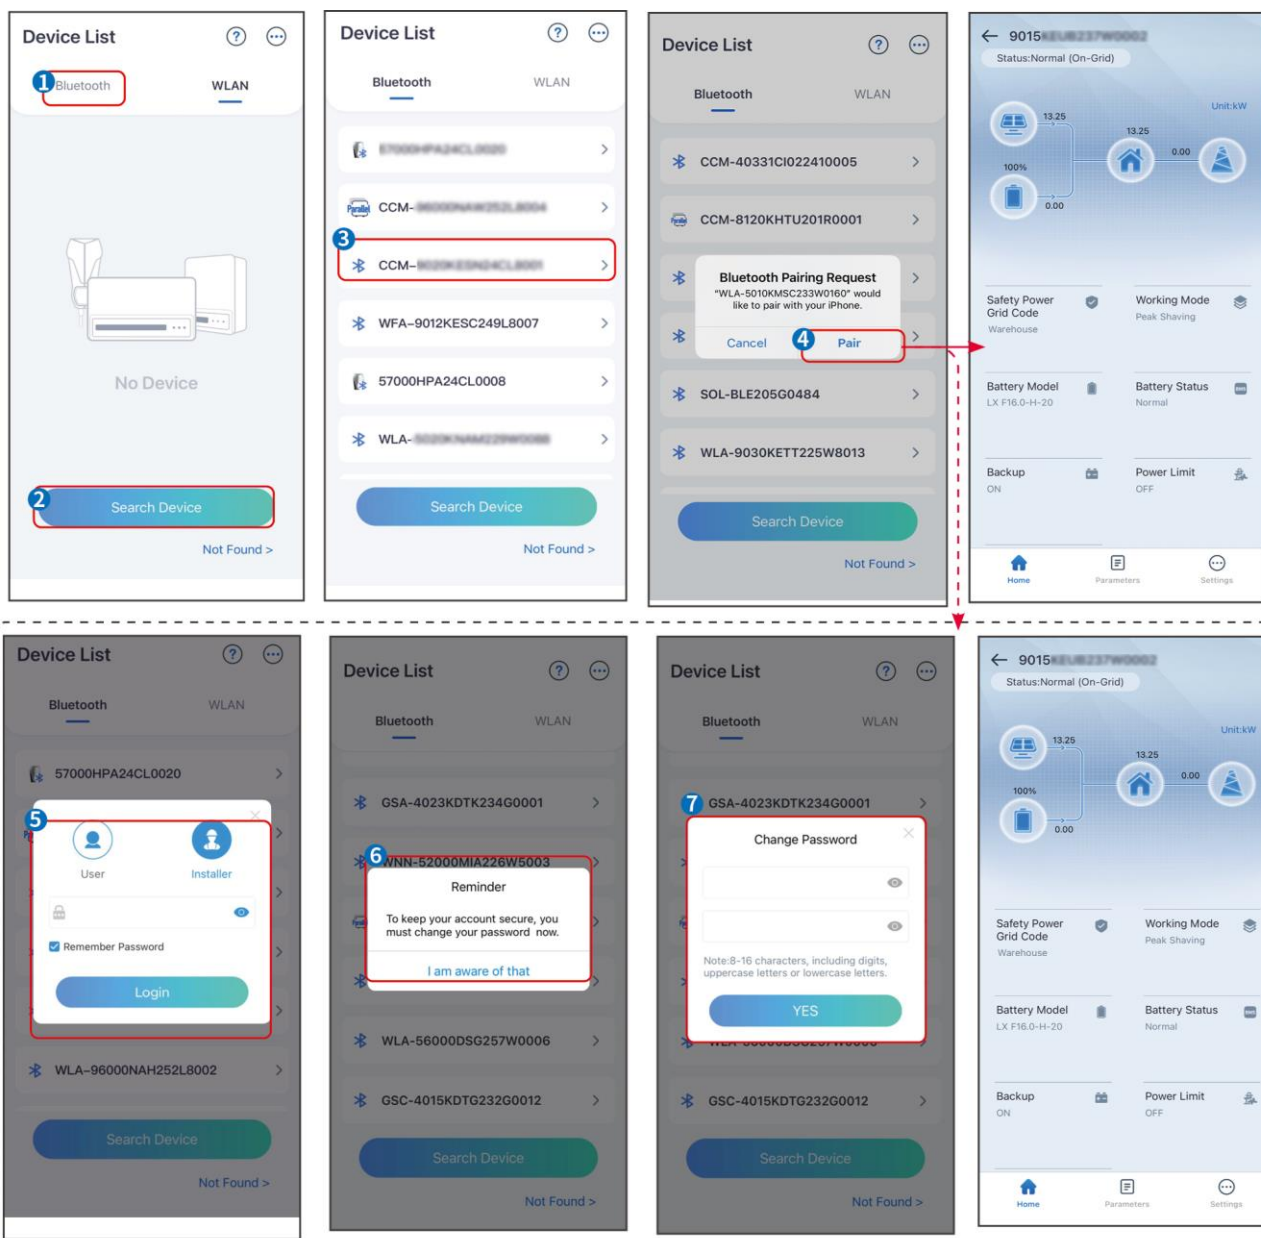 Device List
?
1
Bluetooth
WLAN
No Device
2
Search Device
Not Found >
Device List
?
Bluetooth
WLAN
Parallel
CCM-
3
CCM-
WFA-9012KESC249L8007
57000HPA24CL0008
WLA-
Search Device
Not Found >
Device List
?
Bluetooth
WLAN
CCM-40331CI022410005
CCM-8120KHTU201R0001
Bluetooth Pairing Request
"WLA-5010KMSC233W0160" would
like to pair with your iPhone.
Cancel
4
Pair
SOL-BLE205G0484
WLA-9030KETT225W8013
Search Device
Not Found >
9015
Status:Normal (On-Grid)
Unit:kW
13.25
13.25
0.00
100%
0.00
Safety Power
Grid Code
Warehouse
Working Mode
Peak Shaving
Battery Model
LX F16.0-H-20
Battery Status
Normal
Backup
ON
Power Limit
OFF
Home
Parameters
Settings
Device List
?
Bluetooth
WLAN
57000HPA24CL0020
5
User
Installer
Remember Password
Login
WLA-96000NAH252L8002
Search Device
Not Found >
Device List
?
Bluetooth
WLAN
GSA-4023KDTK234G0001
6
WNN-52000MIA226W5003
Reminder
To keep your account secure, you
must change your password now.
I am aware of that
WLA-56000DSG257W0006
GSC-4015KDTG232G0012
Search Device
Not Found >
Device List
?
Bluetooth
WLAN
7
GSA-4023KDTK234G0001
Change Password
Note:8-16 characters, including digits,
uppercase letters or lowercase letters.
YES
GSC-4015KDTG232G0012
Search Device
Not Found >
9015
Status:Normal (On-Grid)
Unit:kW
13.25
13.25
0.00
100%
0.00
Safety Power
Grid Code
Warehouse
Working Mode
Peak Shaving
Battery Model
LX F16.0-H-20
Battery Status
Normal
Backup
ON
Power Limit
OFF
Home
Parameters
Settings